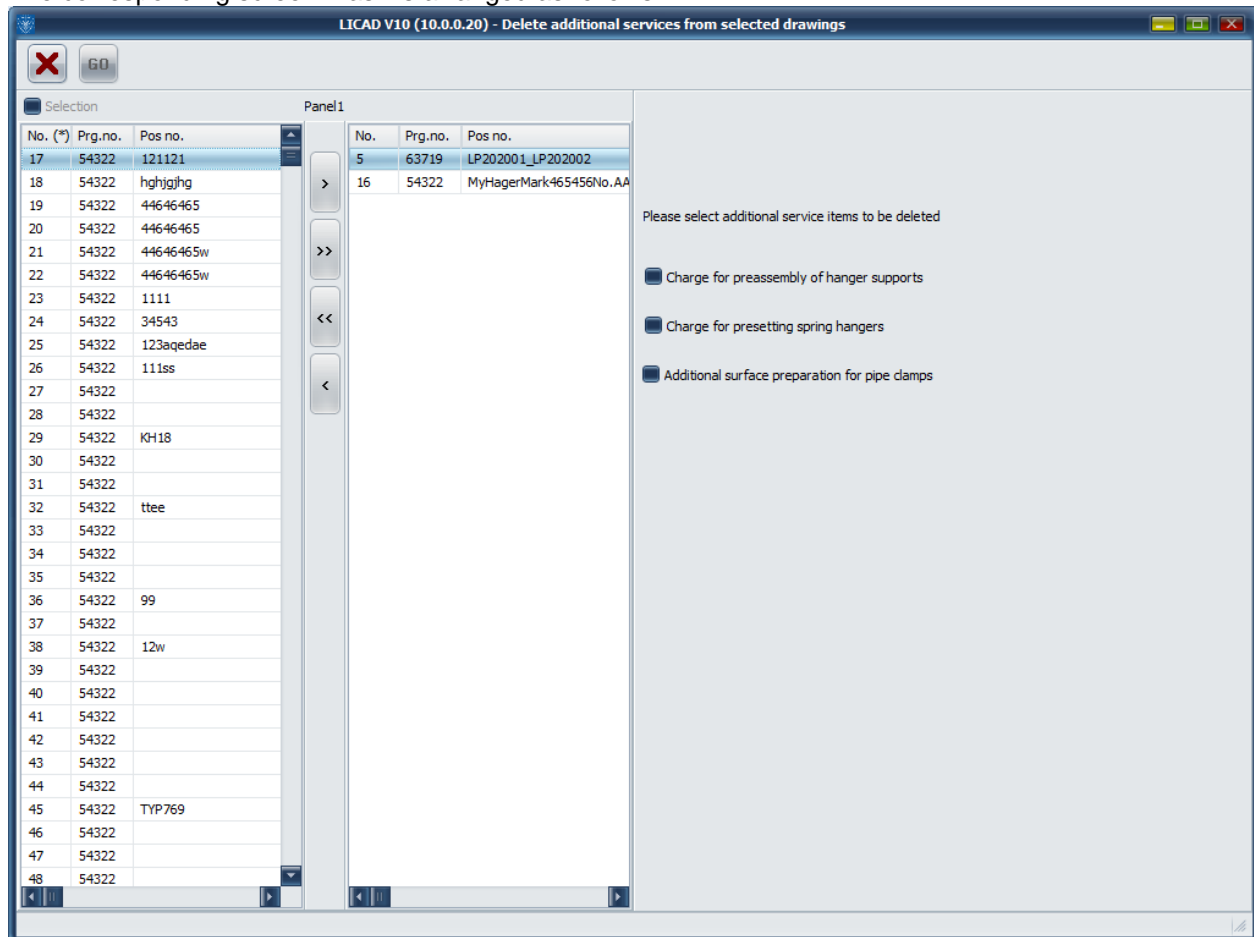 LICAD V10 (10.0.0.20) - Delete additional services from selected drawings
GO
Selection
Panel1
No. (*) Prg.no. Pos no.
17 54322 121121
18 54322 hghjgjhg
19 54322 44646465
20 54322 44646465
21 54322 44646465w
22 54322 44646465w
23 54322 1111
24 54322 34543
25 54322 123aqedae
26 54322 111ss
27 54322
28 54322
29 54322 KH18
30 54322
31 54322
32 54322 ttee
33 54322
34 54322
35 54322
36 54322 99
37 54322
38 54322 12w
39 54322
40 54322
41 54322
42 54322
43 54322
44 54322
45 54322 TYP769
46 54322
47 54322
48 54322
>
>>
<<
<
No. Prg.no. Pos no.
5 63719 LP202001_LP202002
16 54322 MyHagerMark465456No.AA
Please select additional service items to be deleted
Charge for preassembly of hanger supports
Charge for presetting spring hangers
Additional surface preparation for pipe clamps